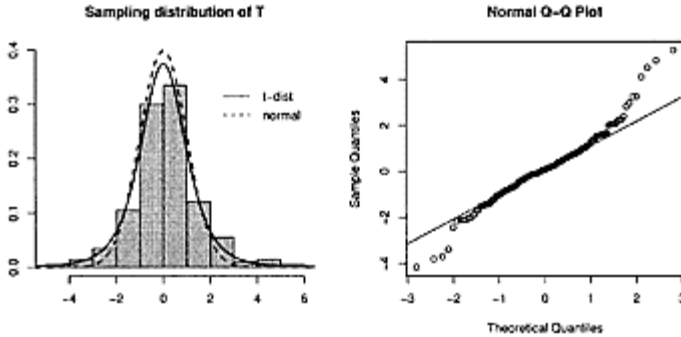 Sampling distribution of T
0.4
0.3
0.2
0.1
0.0
t-dist
normal
-4 -2 0 2 4 6
Normal Q-Q Plot
Sample Quantiles
4
2
0
-2
-4
-3 -2 -1 0 1 2 3
Theoretical Quantiles